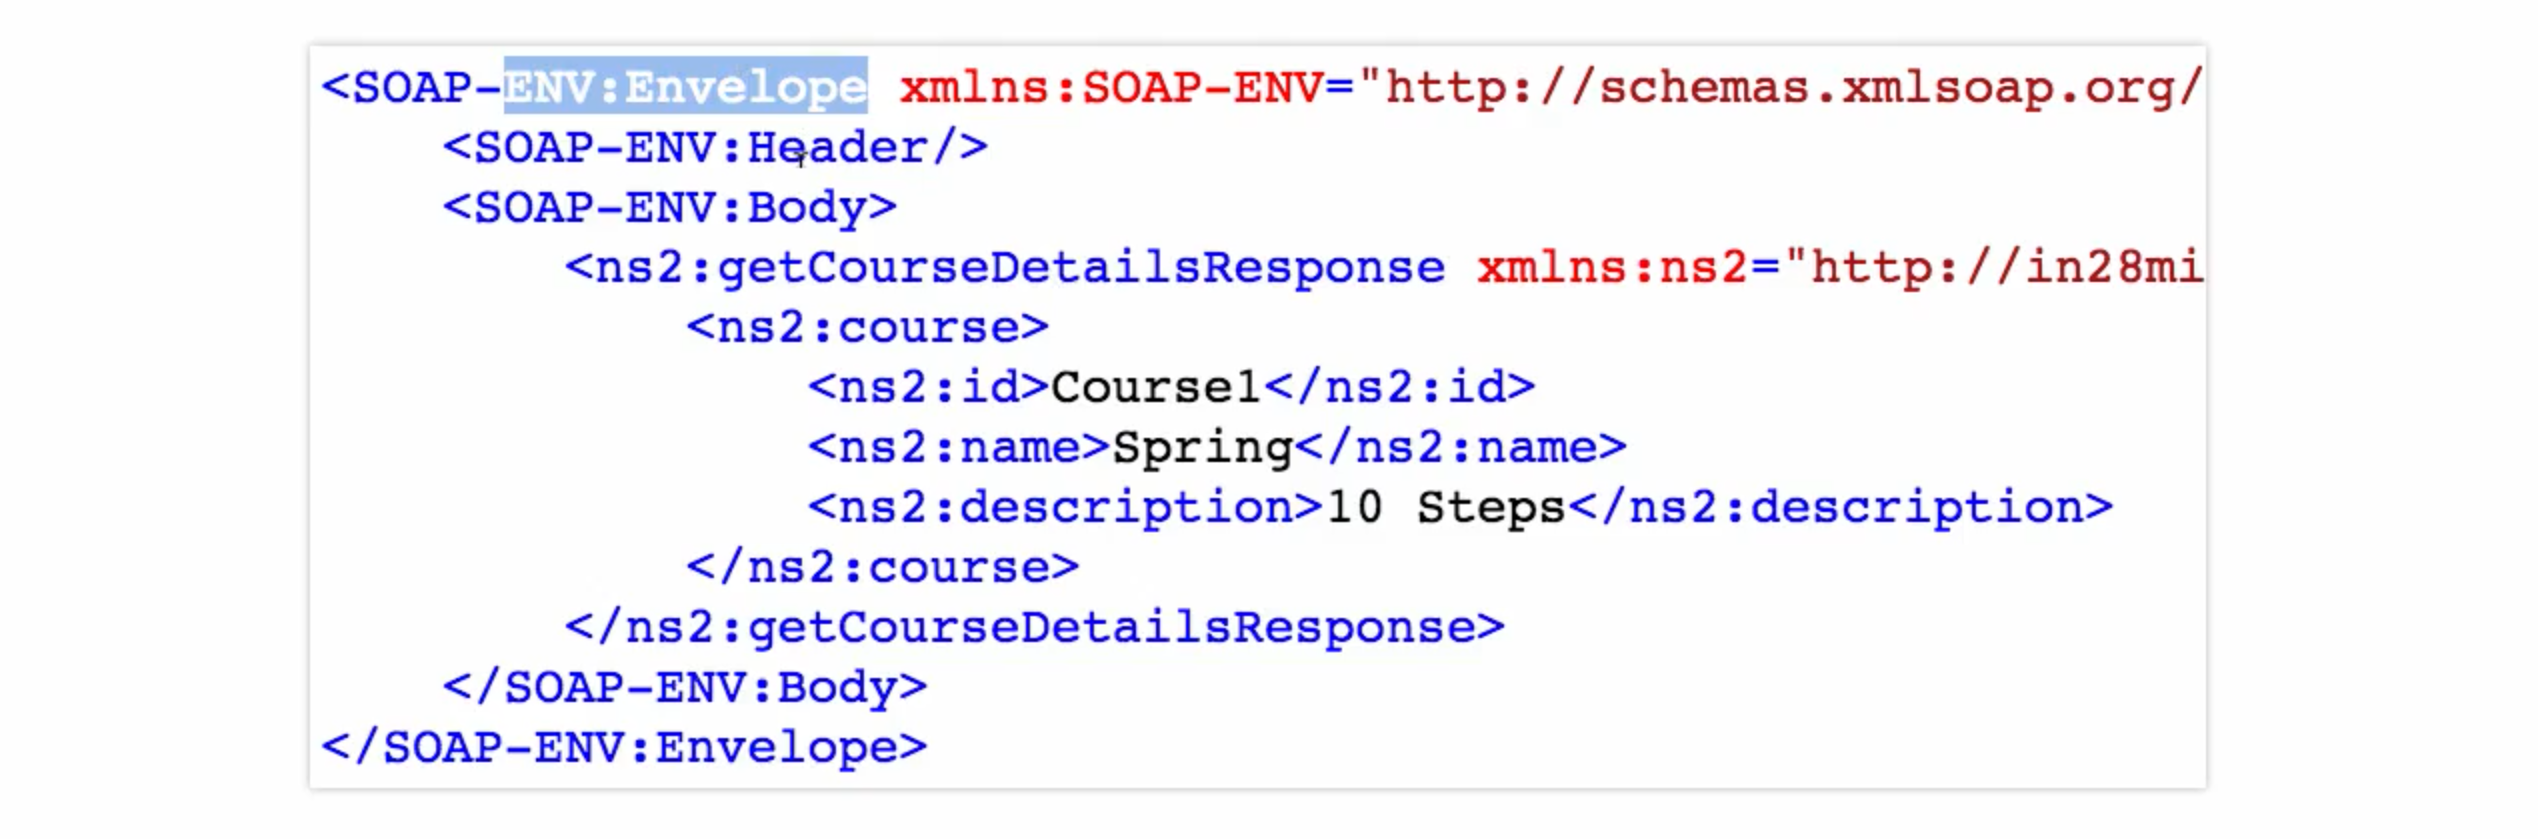 <SOAP-ENV:Envelope xmlns:SOAP-ENV="http://schemas.xmlsoap.org/
<SOAP-ENV:Header/>
<SOAP-ENV:Body>
<ns2:getCourseDetailsResponse xmlns:ns2="http://in28mi
<ns2:course>
<ns2:id>Course1</ns2:id>
<ns2:name>Spring</ns2:name>
<ns2:description>10 Steps</ns2:description>
</ns2:course>
</ns2:getCourseDetailsResponse>
</SOAP-ENV:Body>
</SOAP-ENV:Envelope>